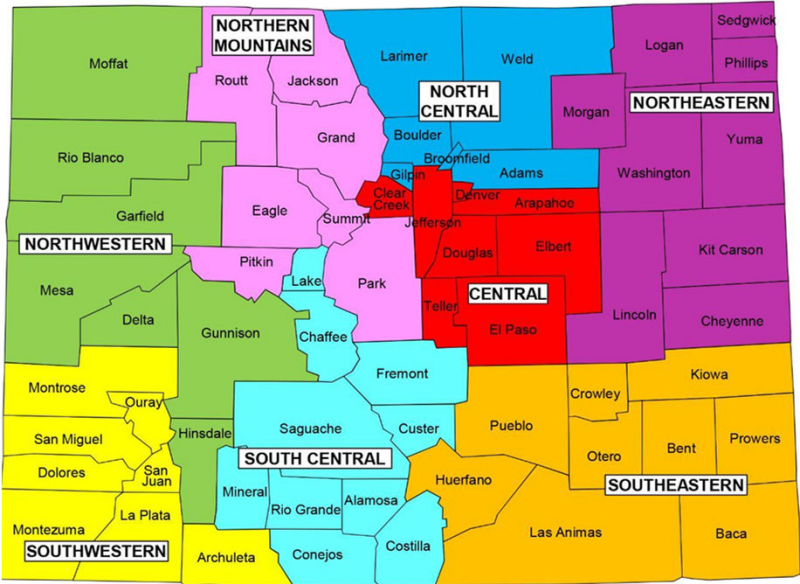 NORTHERN
MOUNTAINS
Sedgwick
Logan
Larimer
Weld
Moffat
Phillips
Routt
Jackson
NORTH
CENTRAL
NORTHEASTERN
Morgan
Grand
Boulder
Yuma
Rio Blanco
Broomfield
Gilpin
Adams
Washington
Clear
Creek
Denver
Arapahoe
Garfield
Eagle
Summit
Jefferson
NORTHWESTERN
Douglas
Elbert
Kit Carson
Pitkin
Lake
Park
Mesa
CENTRAL
Teller
Lincoln
Delta
Gunnison
Chaffee
El Paso
Cheyenne
Fremont
Kiowa
Montrose
Ouray
Crowley
San Miguel
Hinsdale
Saguache
Custer
Pueblo
Prowers
Bent
Otero
SOUTH CENTRAL
Dolores
San
Juan
Huerfano
SOUTHEASTERN
Mineral
Rio Grande
Alamosa
La Plata
Montezuma
SOUTHWESTERN
Archuleta
Conejos
Costilla
Las Animas
Baca